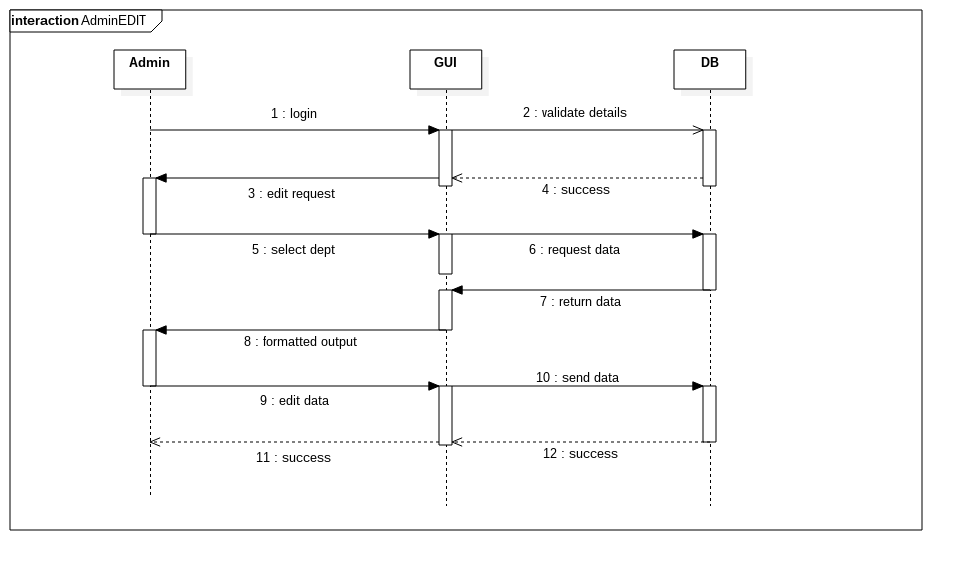 interaction AdminEDIT
Admin
GUI
DB
1 : login
2 : validate details
3 : edit request
4 : success
5 : select dept
6 : request data
7 : return data
8 : formatted output
10 : send data
9 : edit data
11 : success
12 : success